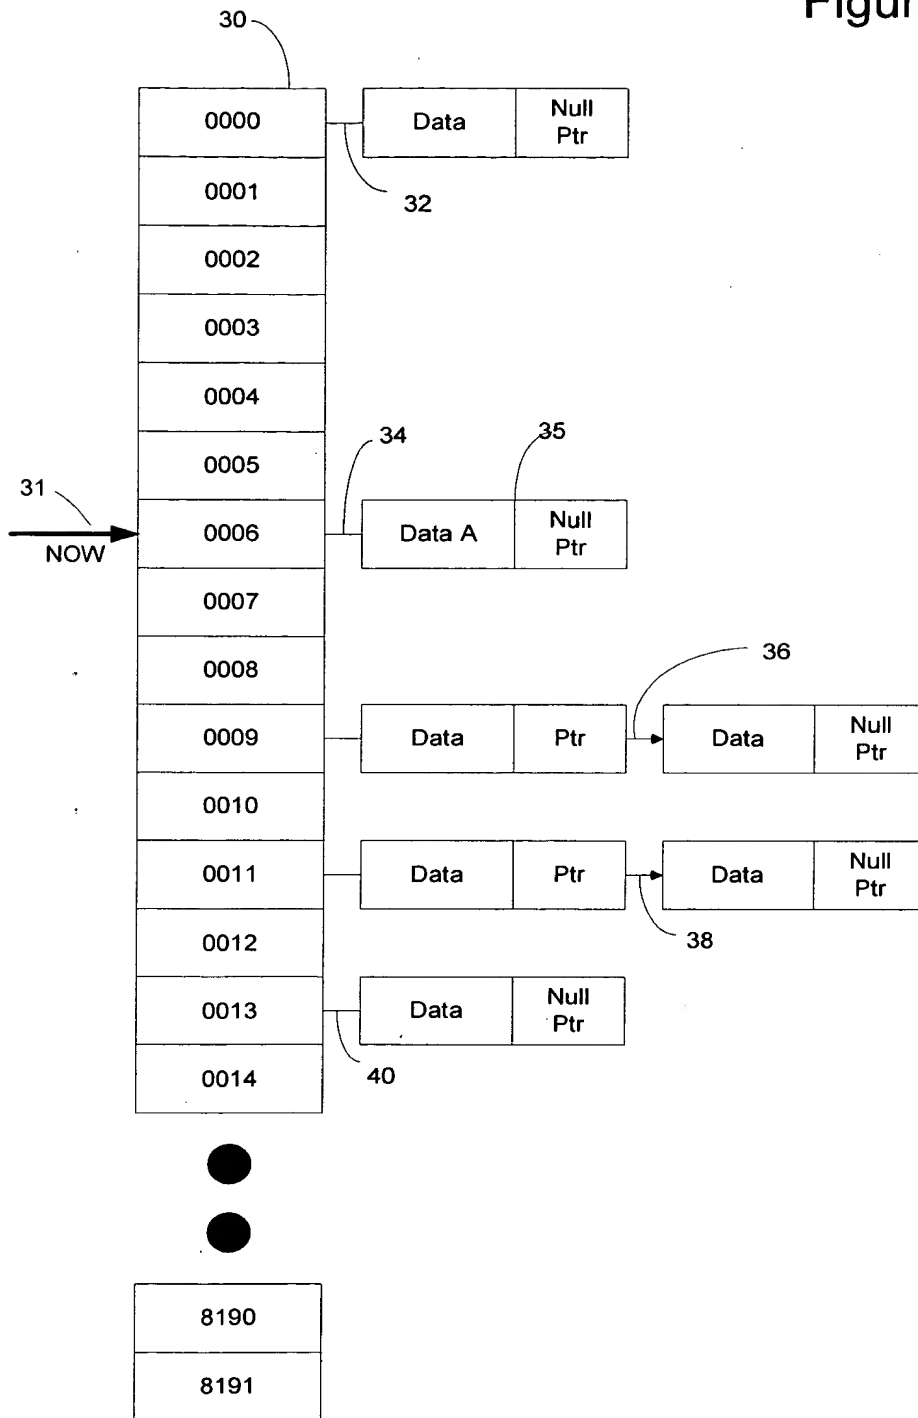 Figur
30
0000 Data Null Ptr
32
0001
0002
0003
0004
34 35
0005
31
0006 Data A Null Ptr
NOW
0007
36
0008
0009 Data Ptr Data Null Ptr
0010
0011 Data Ptr Data Null Ptr
38
0012
0013 Data Null Ptr
40
0014
8190
8191